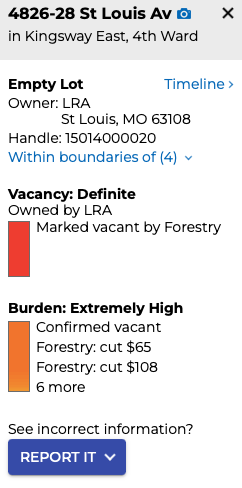 4826-28 St Louis Av
in Kingsway East, 4th Ward
Empty Lot Timeline >
Owner: LRA
St Louis, MO 63108
Handle: 15014000020
Within boundaries of (4)
Vacancy: Definite
Owned by LRA
Marked vacant by Forestry
Burden: Extremely High
Confirmed vacant
Forestry: cut $65
Forestry: cut $108
6 more
See incorrect information?
REPORT IT